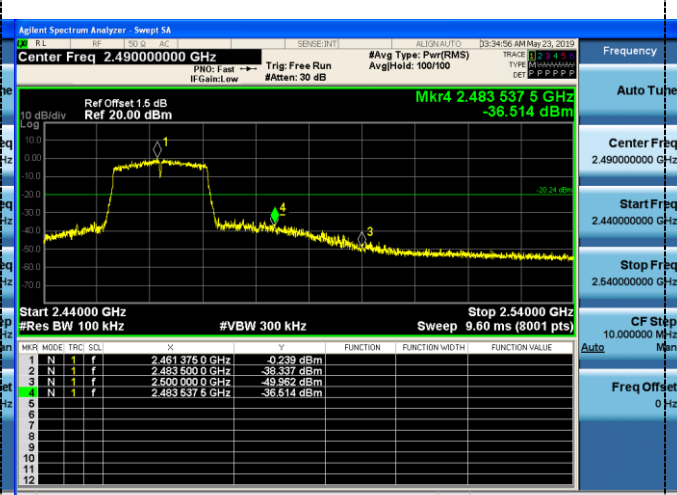 Agilent Spectrum Analyzer - Swept SA
RL RF 50 Ω AC SENSE:INT ALIGNAUTO 03:34:56 AM May 23, 2019
Center Freq 2.490000000 GHz
PNO: Fast
IFGain:Low
Trig: Free Run
#Atten: 30 dB
#Avg Type: Pwr(RMS)
Avg|Hold: 100/100
TRACE 1 2 3 4 5 6
TYPE M
DET P P P P P P
Ref Offset 1.5 dB
10 dB/div Ref 20.00 dBm
Log
Mkr4 2.483 537 5 GHz
-36.514 dBm
10.0
0.00
-10.0
-20.0
-30.0
-40.0
-50.0
-60.0
-70.0
1
4
3
-20.24 dBm
Start 2.44000 GHz Stop 2.54000 GHz
#Res BW 100 kHz #VBW 300 kHz Sweep 9.60 ms (8001 pts)
MKR MODE TRC SCL X Y FUNCTION FUNCTION WIDTH FUNCTION VALUE
1 N 1 f 2.461 375 0 GHz -0.239 dBm
2 N 1 f 2.483 500 0 GHz -38.337 dBm
3 N 1 f 2.500 000 0 GHz -49.962 dBm
4 N 1 f 2.483 537 5 GHz -36.514 dBm
5
6
7
8
9
10
11
12
Frequency
Auto Tune
Center Freq
2.490000000 GHz
Start Freq
2.440000000 GHz
Stop Freq
2.540000000 GHz
CF Step
10.000000 MHz
Auto Man
Freq Offset
0 Hz